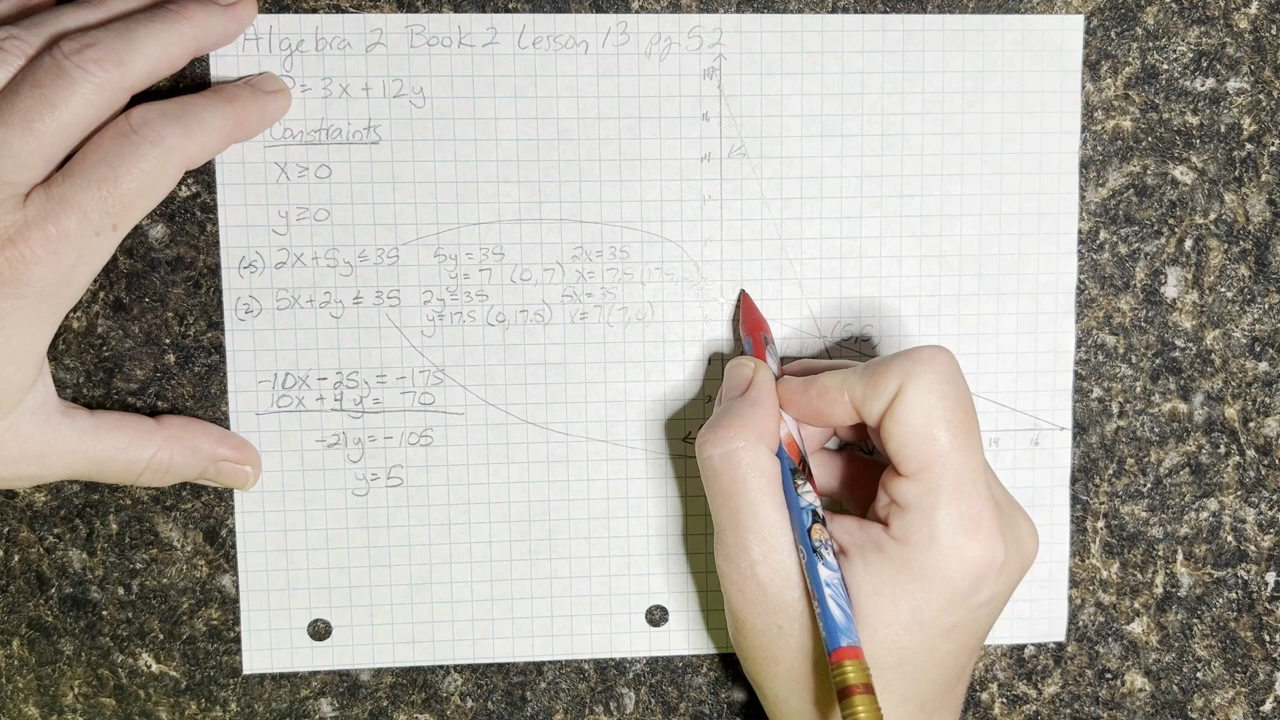 Algebra 2 Book 2 Lesson 13 pg 52
= 3x + 12y
Constraints
x ≥ 0
y ≥ 0
(-5) 2x + 5y ≤ 35 5y = 35 2x = 35
y = 7 (0, 7) x = 17.5 (17.5
(2) 5x + 2y ≤ 35 2y = 35 5x = 35
y = 17.5 (0, 17.5) x = 7 (7, 0)
-10x - 25y = -175
10x + 4y = 70
-21y = -105
y = 5
(5,5
16
14
2
14 16